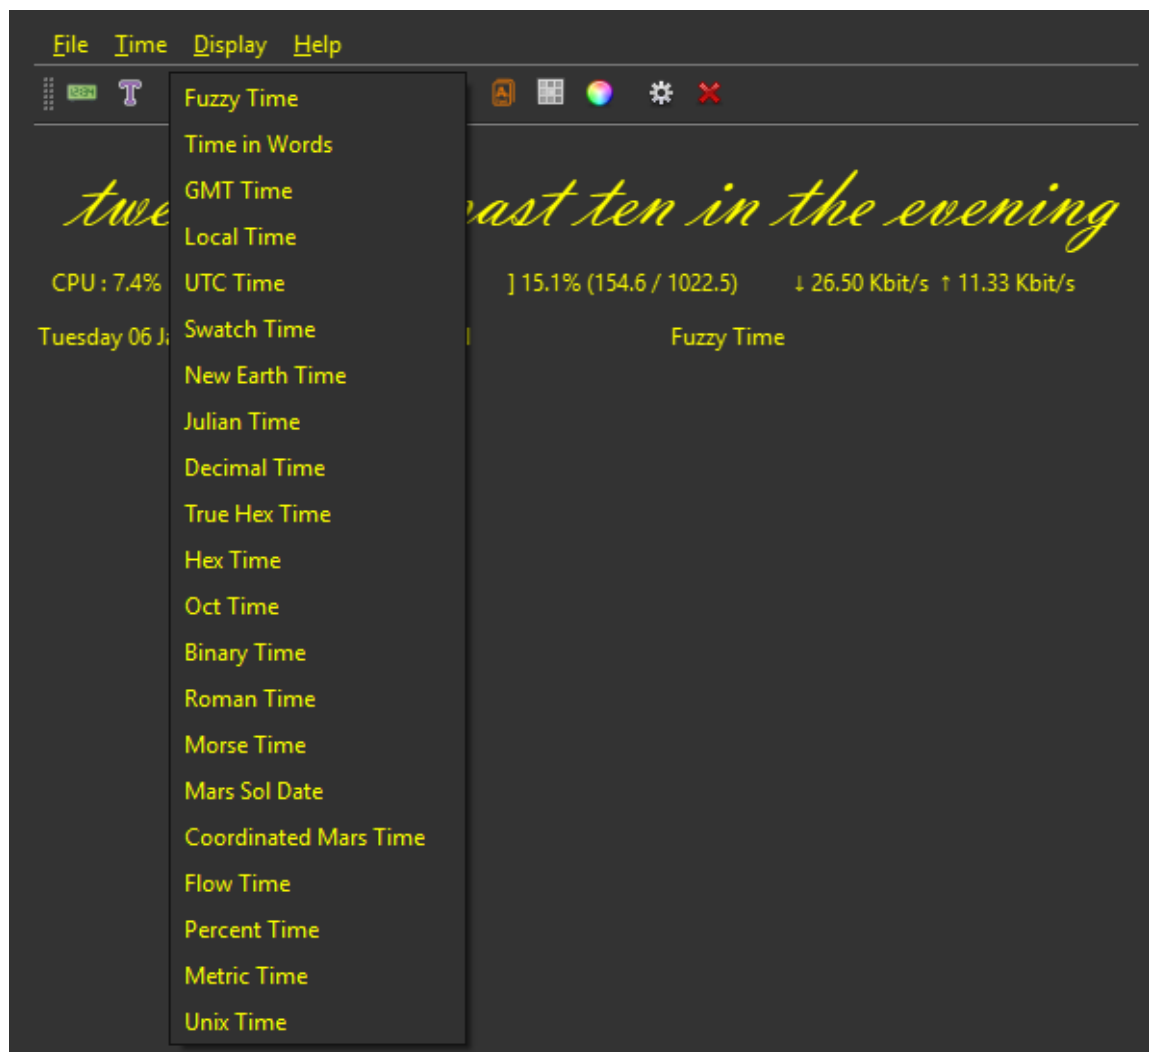 File Time Display Help
Fuzzy Time
Time in Words
GMT Time
past ten in the evening
Local Time
CPU : 7.4% UTC Time ] 15.1% (154.6 / 1022.5) ↓ 26.50 Kbit/s ↑ 11.33 Kbit/s
Swatch Time
Tuesday 06 Fuzzy Time
New Earth Time
Julian Time
Decimal Time
True Hex Time
Hex Time
Oct Time
Binary Time
Roman Time
Morse Time
Mars Sol Date
Coordinated Mars Time
Flow Time
Percent Time
Metric Time
Unix Time